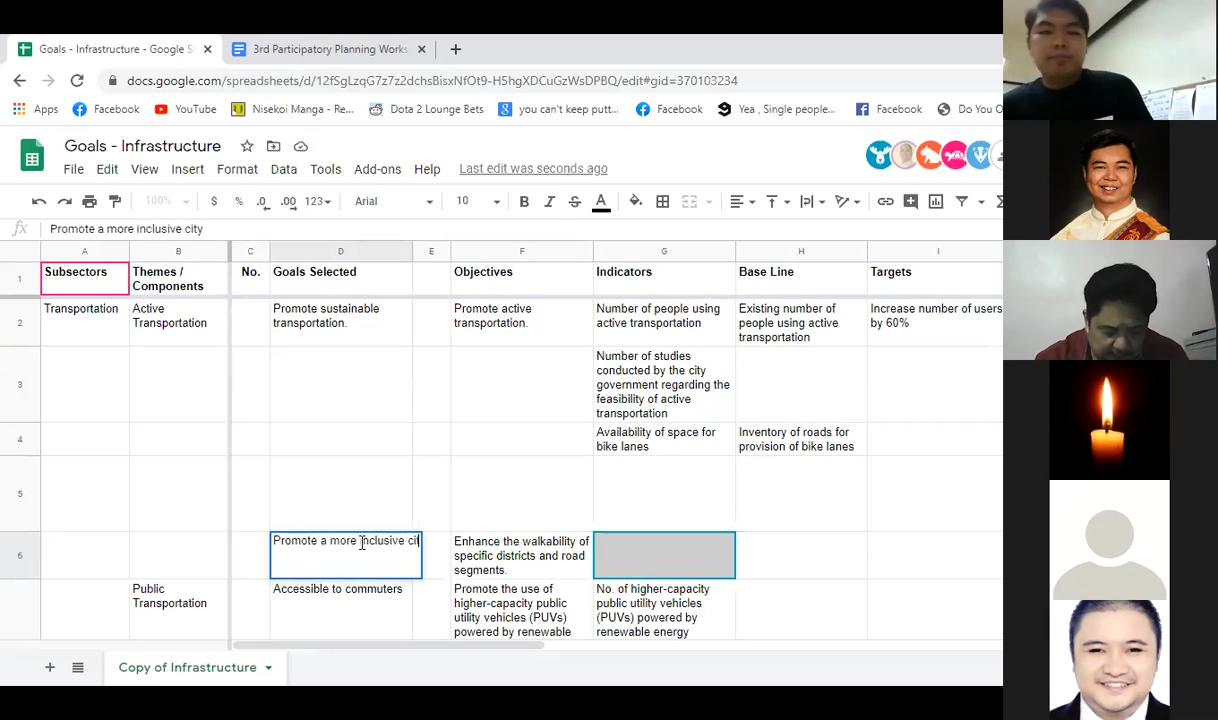 Goals - Infrastructure - Google S
3rd Participatory Planning Works
docs.google.com/spreadsheets/d/12fSgLzqG7z7z2dchsBisxNfOt9-H5hgXDCuGzWsDPBQ/edit#gid=370103234
Apps
Facebook
YouTube
Nisekoi Manga - Re...
Dota 2 Lounge Bets
you can't keep putt...
Facebook
Yea , Single people...
Facebook
Do You O
Goals - Infrastructure
File Edit View Insert Format Data Tools Add-ons Help Last edit was seconds ago
100% $ % .0 .00 123 Arial 10 B I S A
fx Promote a more inclusive city
A B C D E F G H I
1
Subsectors
Themes /
Components
No.
Goals Selected
Objectives
Indicators
Base Line
Targets
2
Transportation
Active
Transportation
Promote sustainable
transportation.
Promote active
transportation.
Number of people using
active transportation
Existing number of
people using active
transportation
Increase number of users
by 60%
3
Number of studies
conducted by the city
government regarding the
feasibility of active
transportation
4
Availability of space for
bike lanes
Inventory of roads for
provision of bike lanes
5
6
Promote a more inclusive cit
Enhance the walkability of
specific districts and road
segments.
Public
Transportation
Accessible to commuters
Promote the use of
higher-capacity public
utility vehicles (PUVs)
powered by renewable
No. of higher-capacity
public utility vehicles
(PUVs) powered by
renewable energy
Copy of Infrastructure